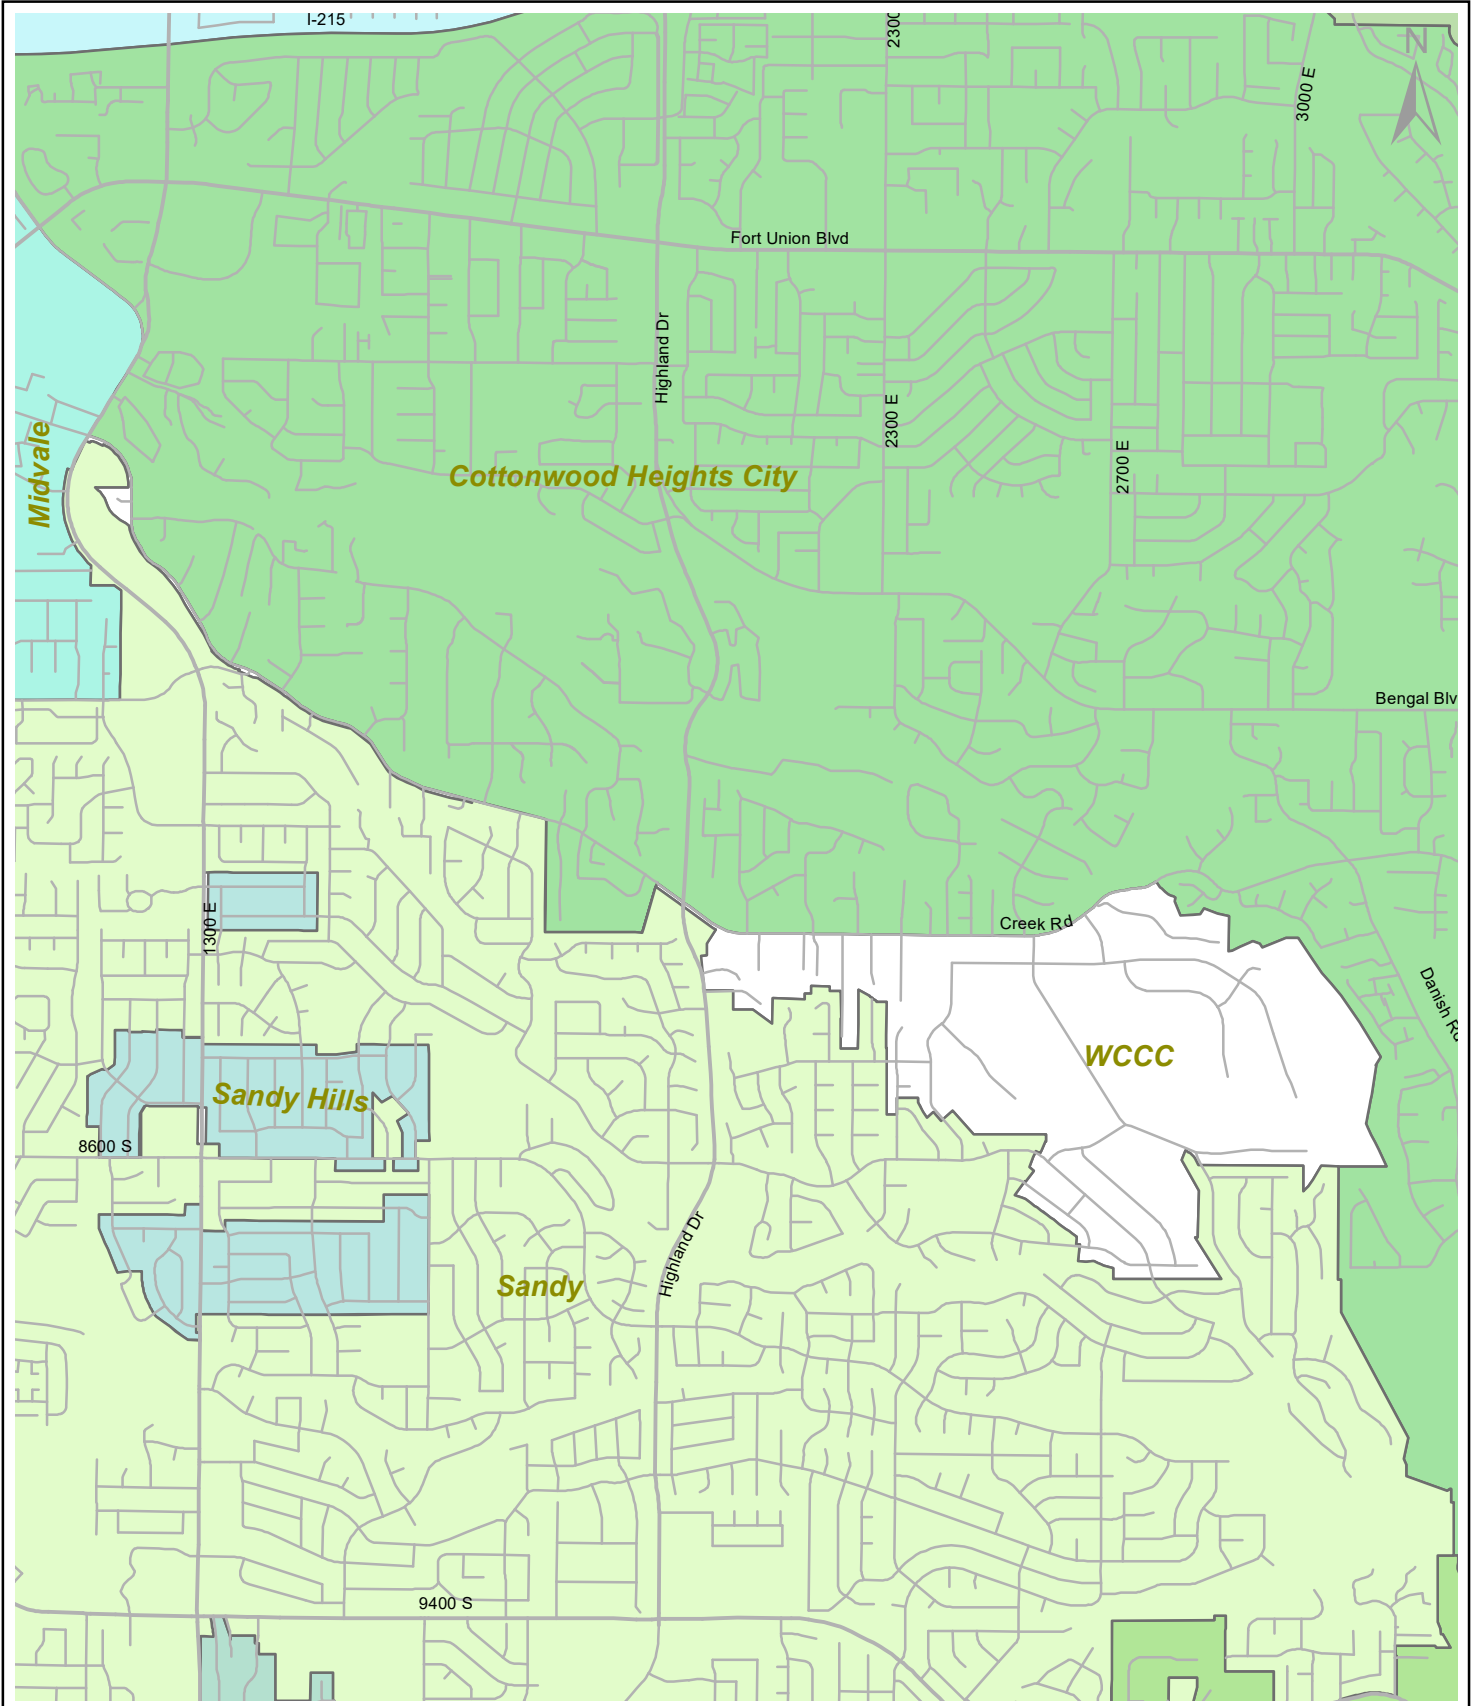 I-215
2300
N
3000 E
Fort Union Blvd
Highland Dr
2300 E
Midvale
Cottonwood Heights City
2700 E
Bengal Blv
1300 E
Creek Rd
Danish Rd
WCCC
Sandy Hills
8600 S
Highland Dr
Sandy
9400 S